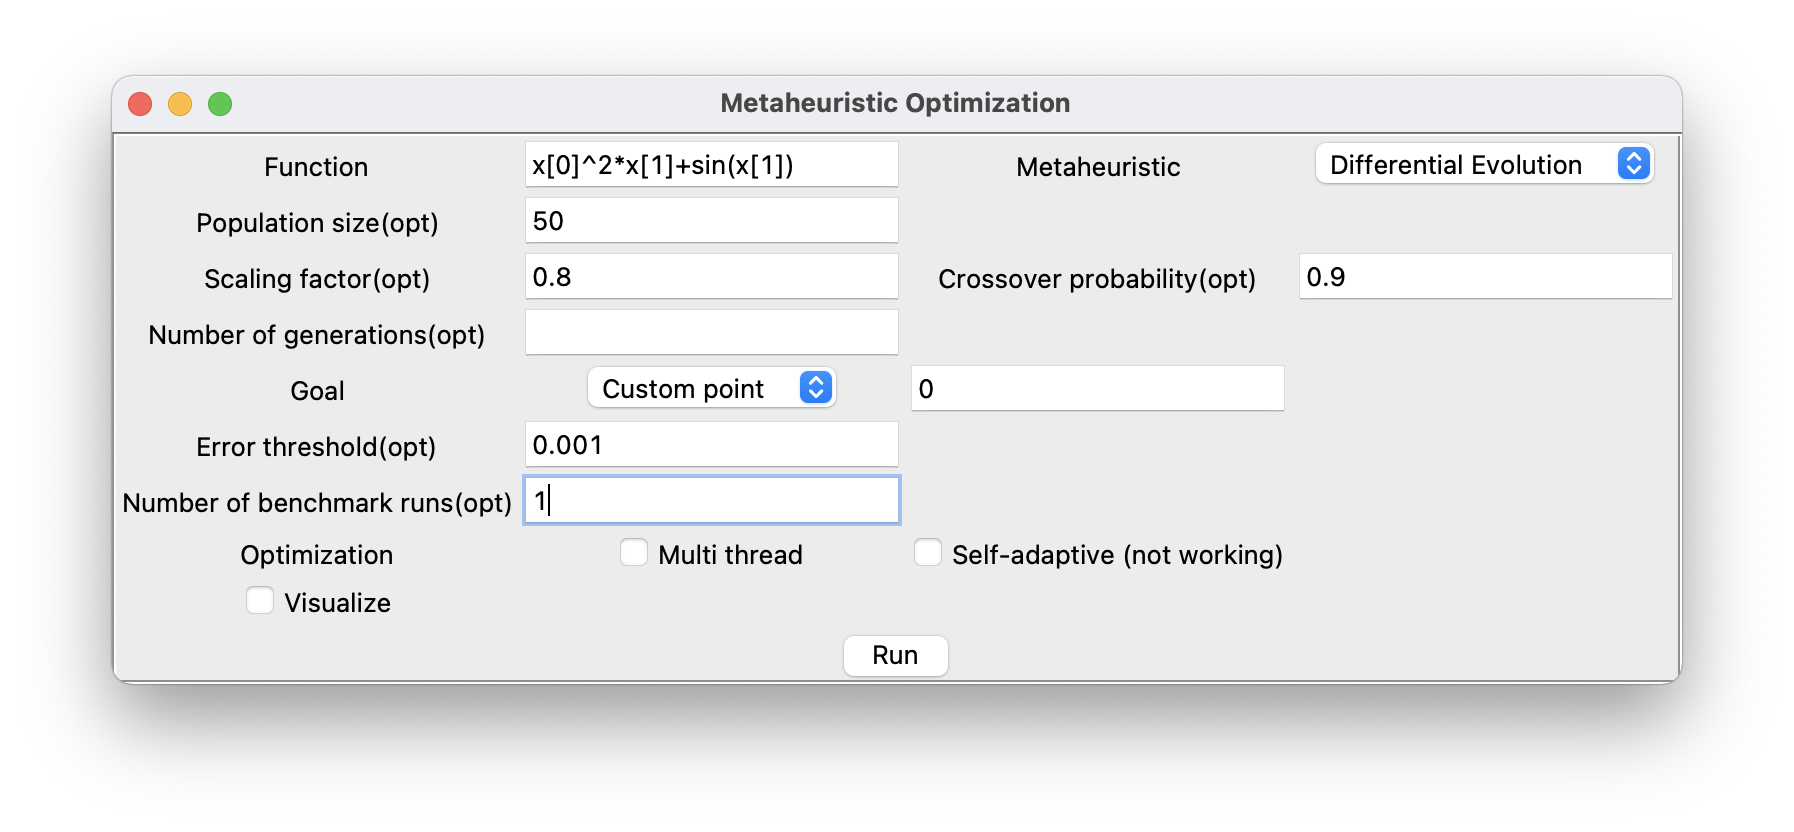 Metaheuristic Optimization
Function x[0]^2*x[1]+sin(x[1]) Metaheuristic Differential Evolution
Population size(opt) 50
Scaling factor(opt) 0.8 Crossover probability(opt) 0.9
Number of generations(opt)
Goal Custom point 0
Error threshold(opt) 0.001
Number of benchmark runs(opt) 1
Optimization Multi thread Self-adaptive (not working)
Visualize
Run